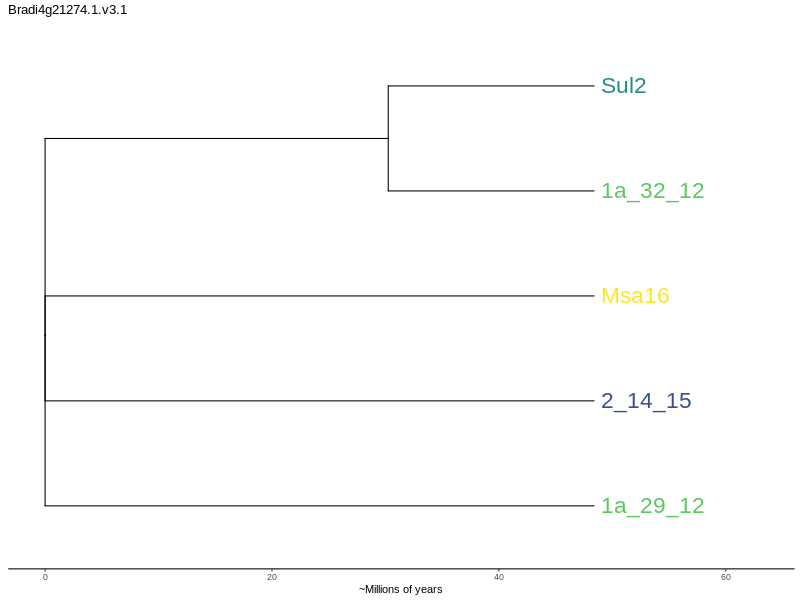 Bradi4g21274.1.v3.1
Sul2
1a_32_12
Msa16
2_14_15
1a_29_12
0 20 40 60
~Millions of years